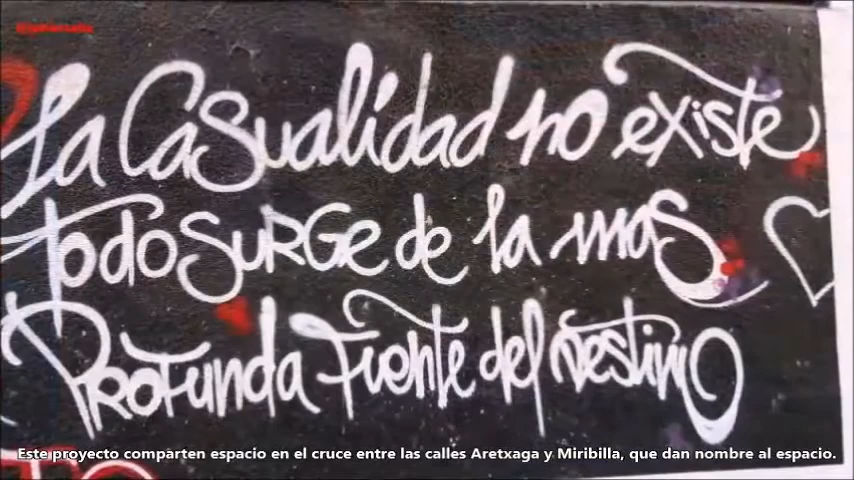 La Casualidad no existe
Todo surge de la mas
Profunda Fuente del destino
Este proyecto comparten espacio en el cruce entre las calles Aretxaga y Miribilla, que dan nombre al espacio.